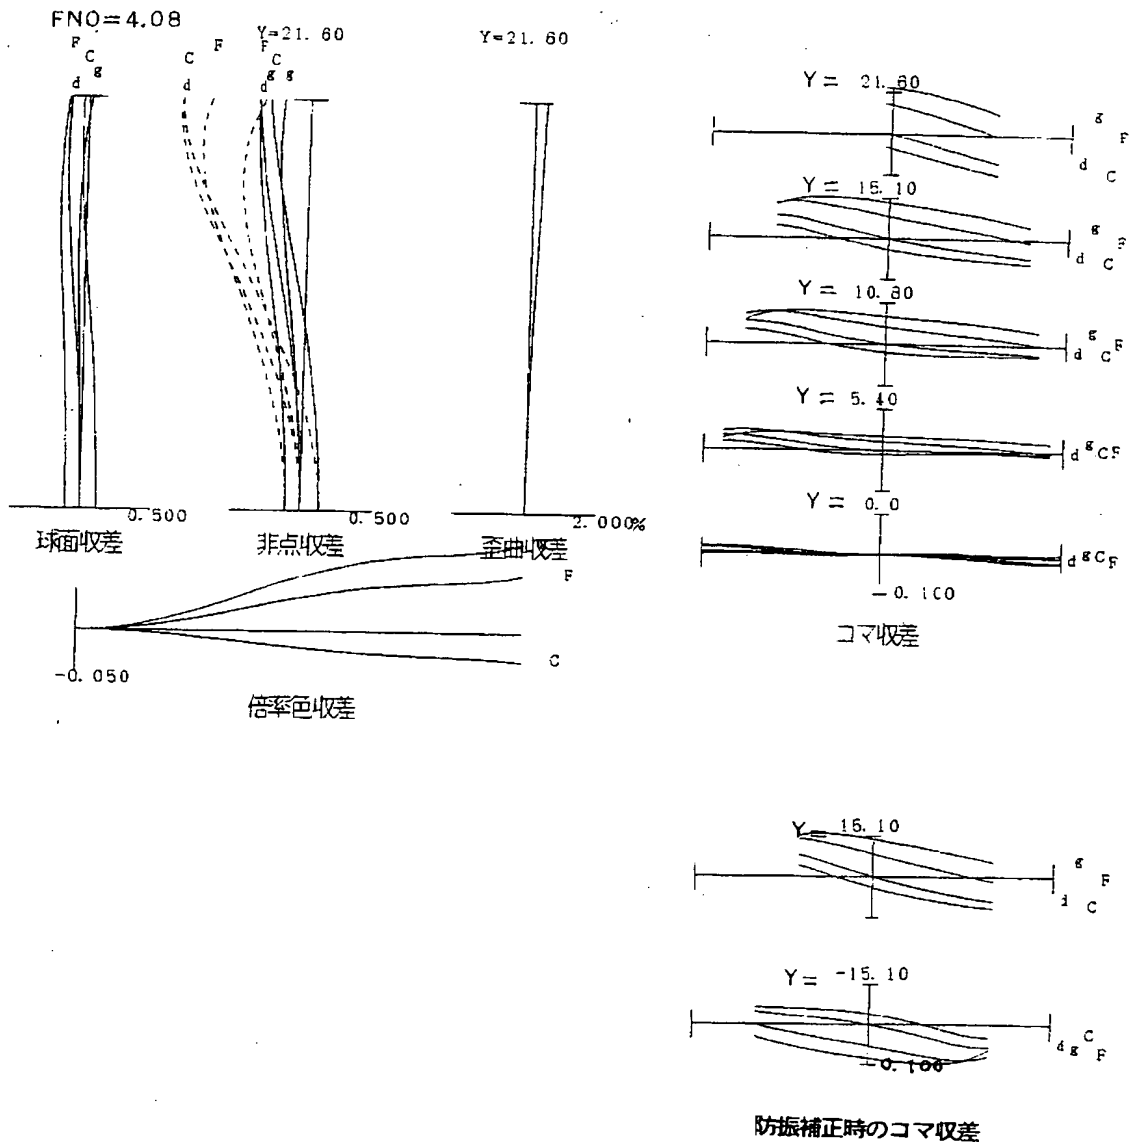 FNO=4.08
F
C
g
d
Y=21.60
C
F
d
F
C
g
g
d
Y=21.60
0.500
球面収差
0.500
非点収差
2.000%
歪曲収差
F
C
-0.050
倍率色収差
Y= 21.60
g
F
d
C
Y= 15.10
g
F
d
C
Y= 10.80
g
F
d
C
Y= 5.40
d
g
C
F
Y= 0.0
d
g
C
F
0.100
コマ収差
Y= 15.10
g
F
d
C
Y= -15.10
C
d
g
F
0.100
防振補正時のコマ収差